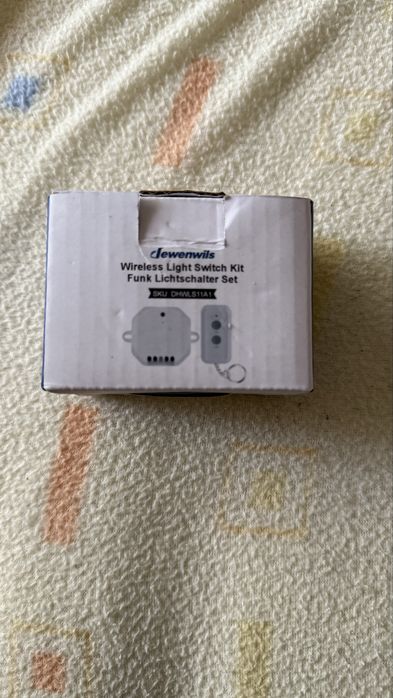 dewenwils
Wireless Light Switch Kit
Funk Lichtschalter Set
SKU: DHWLS11A1